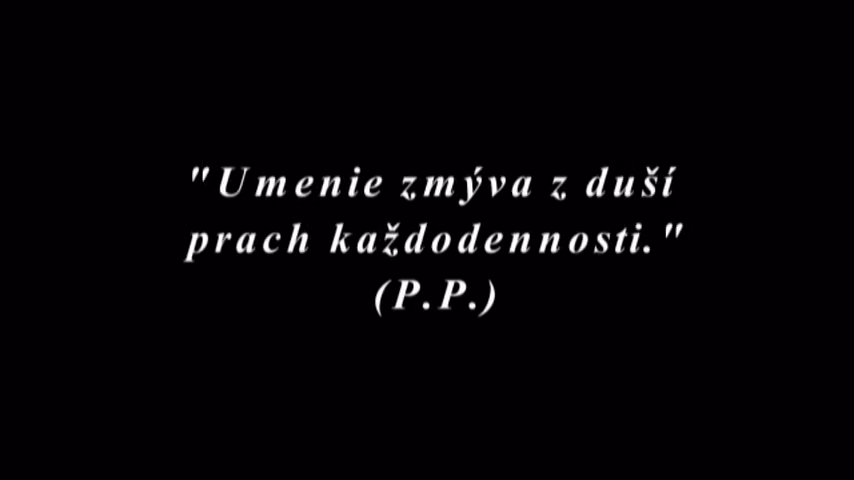 "Umenie zmýva z duší
prach každodennosti."
(P.P.)